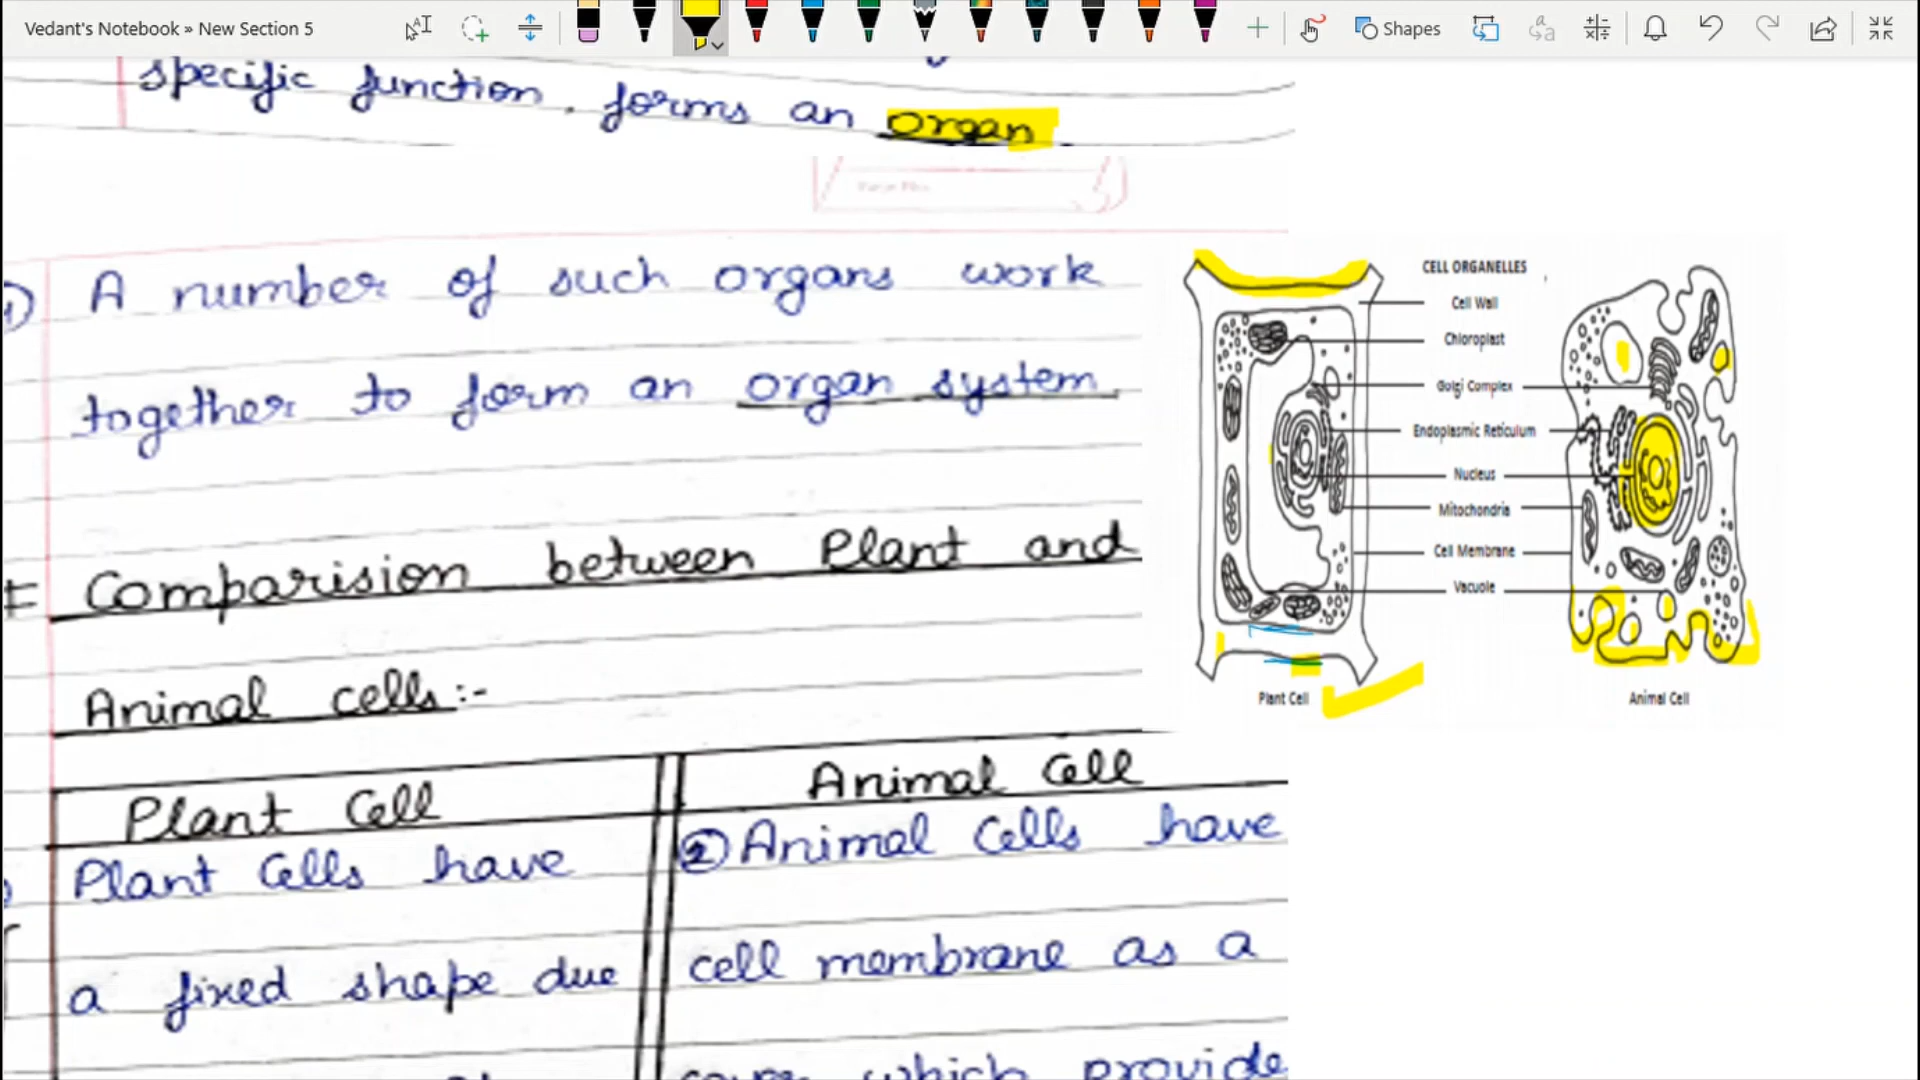 Vedant's Notebook » New Section 5
Shapes
specific function, forms an organ.
A number of such organs work
together to form an organ system
Comparision between Plant and
Animal cells:-
Plant Cell
Plant Cells have
a fixed shape due
Animal Cell
② Animal Cells have
cell membrane as a
cover which provide
CELL ORGANELLES
Cell Wall
Chloroplast
Golgi Complex
Endoplasmic Reticulum
Nucleus
Mitochondria
Cell Membrane
Vacuole
Plant Cell
Animal Cell